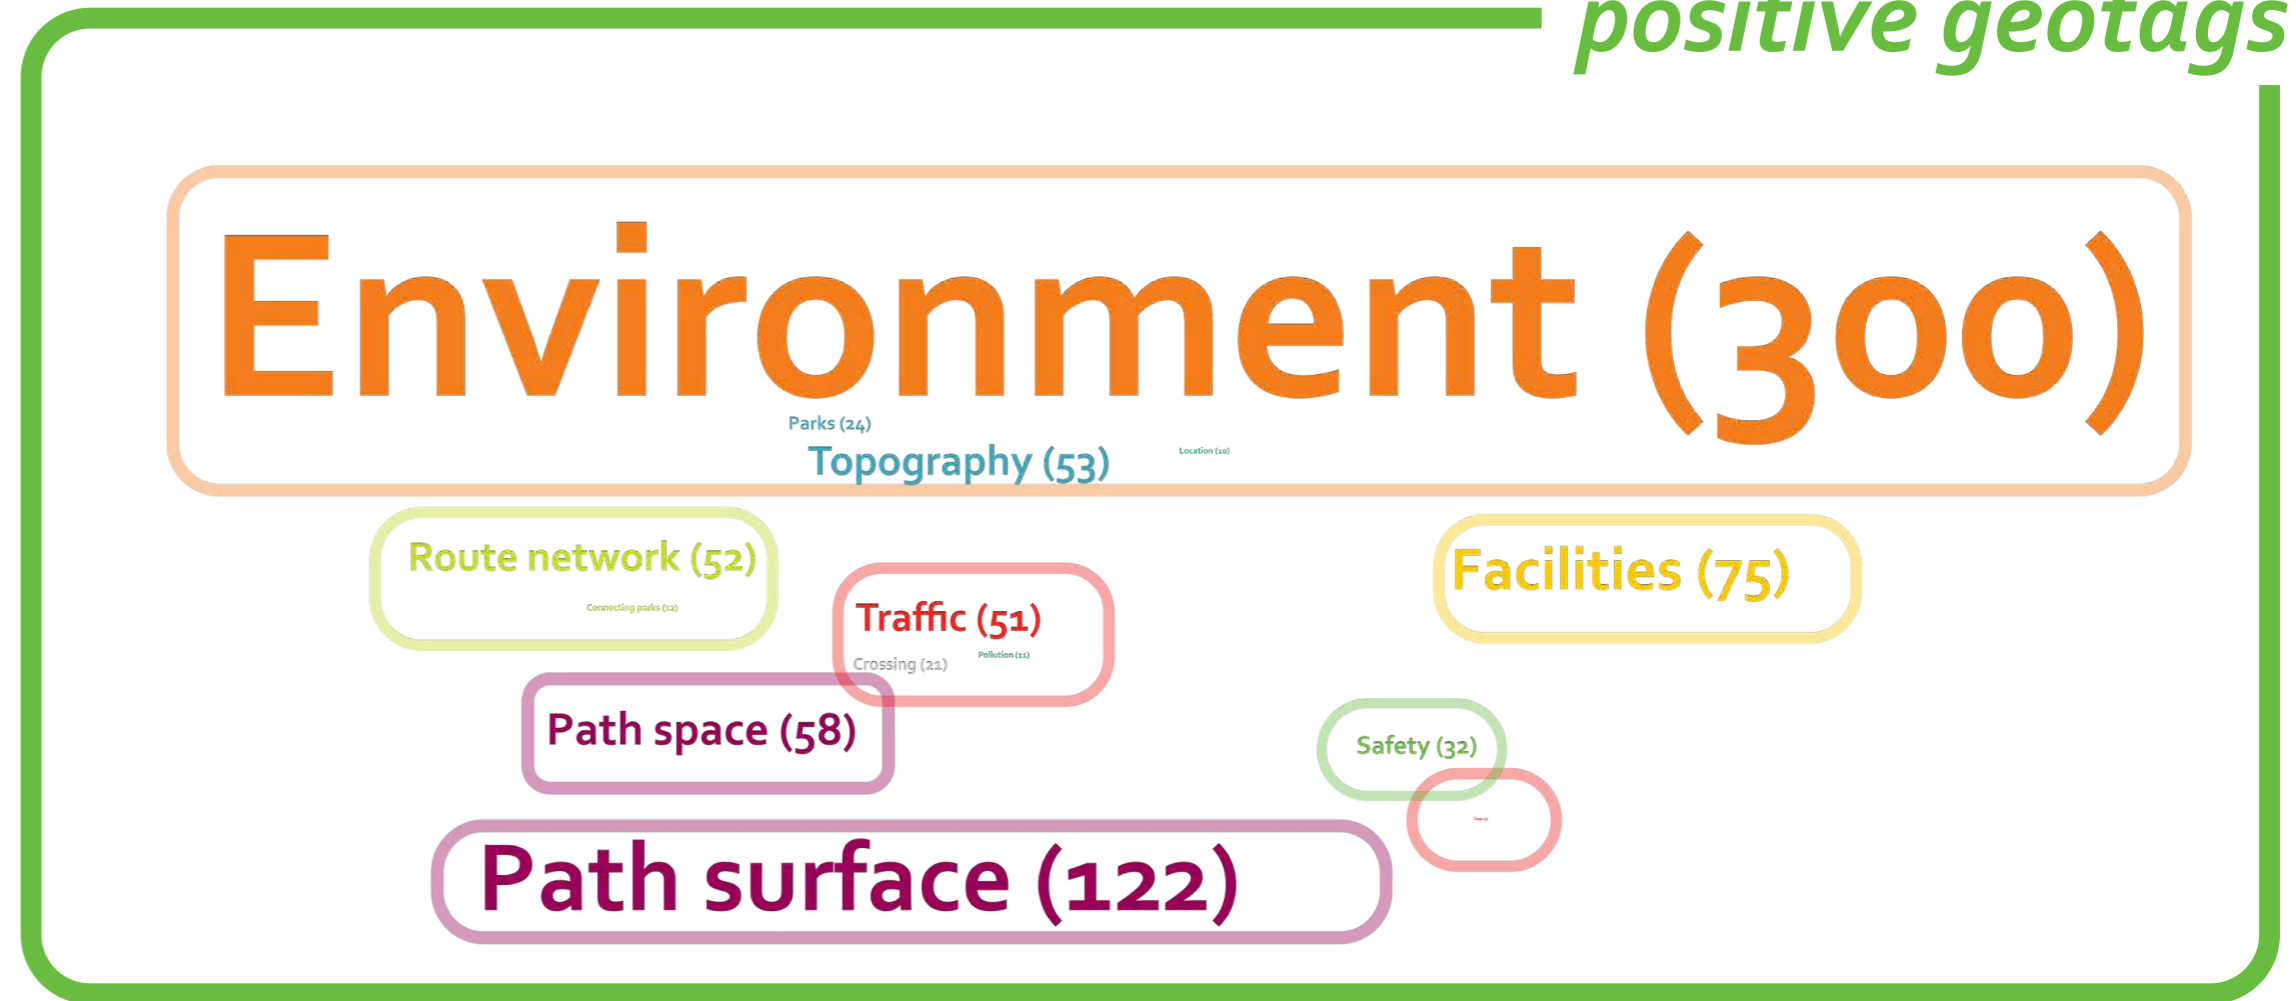 positive geotags
Environment (300)
Parks (24)
Topography (53)
Location (10)
Route network (52)
Connecting parks (12)
Facilities (75)
Traffic (51)
Crossing (21)
Pollution (11)
Path space (58)
Safety (32)
Path surface (122)